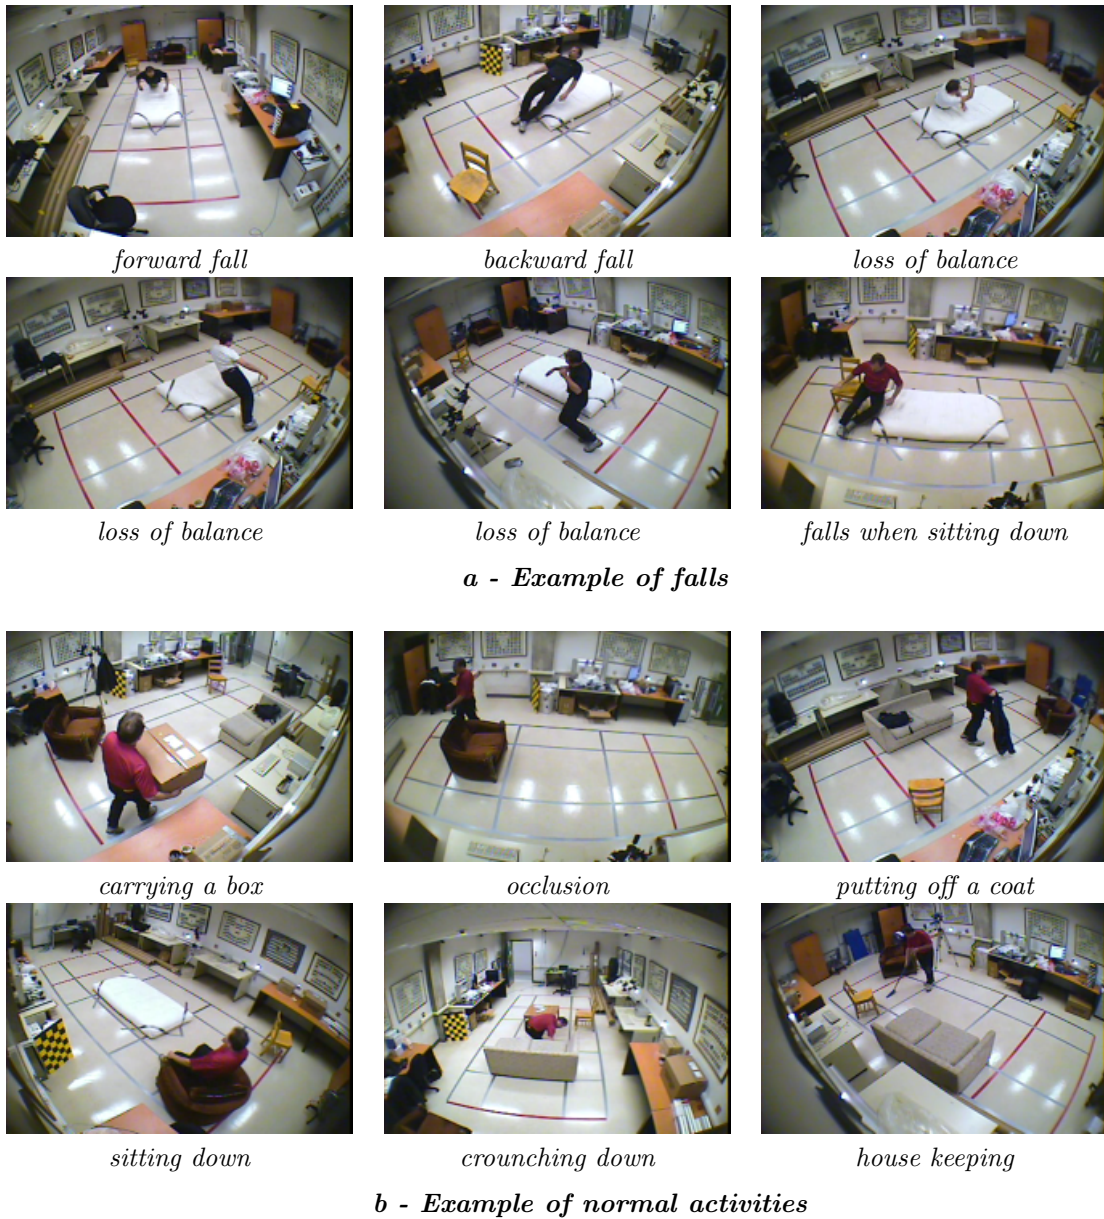 forward fall
backward fall
loss of balance
loss of balance
loss of balance
falls when sitting down
a - Example of falls
carrying a box
occlusion
putting off a coat
sitting down
crounching down
house keeping
b - Example of normal activities